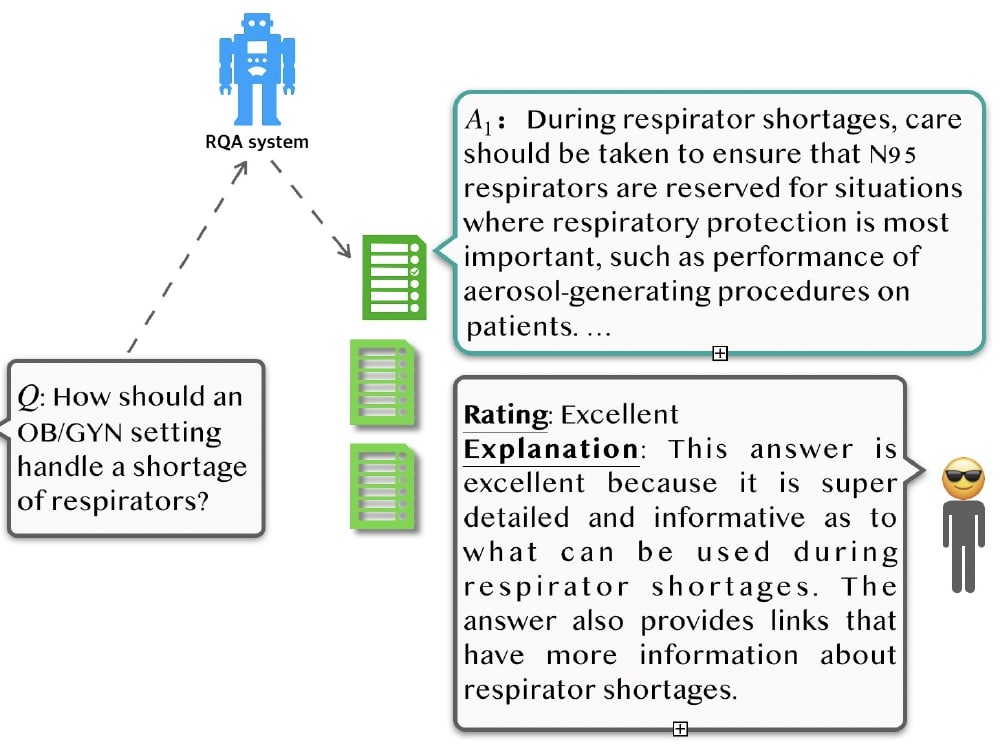 RQA system
A1: During respirator shortages, care
should be taken to ensure that N95
respirators are reserved for situations
where respiratory protection is most
important, such as performance of
aerosol-generating procedures on
patients. ...
Q: How should an
OB/GYN setting
handle a shortage
of respirators?
Rating: Excellent
Explanation: This answer is
excellent because it is super
detailed and informative as to
what can be used during
respirator shortages. The
answer also provides links that
have more information about
respirator shortages.